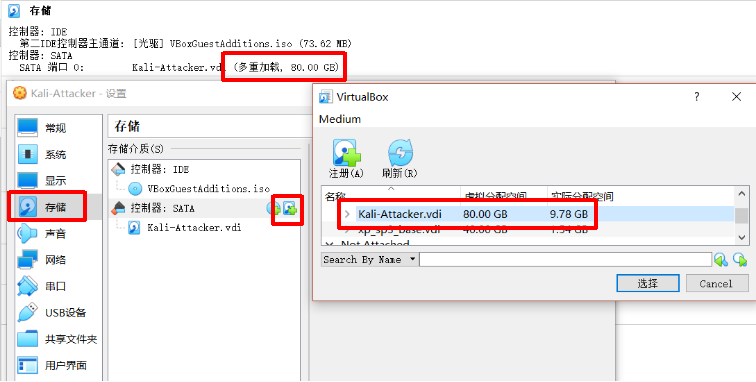 存储
控制器: IDE
第二IDE控制器主通道: [光驱] VBoxGuestAdditions.iso (73.62 MB)
控制器: SATA
SATA 端口 0: Kali-Attacker.vdi (多重加载, 80.00 GB)
Kali-Attacker - 设置
常规
系统
显示
存储
声音
网络
串口
USB设备
共享文件夹
用户界面
存储
存储介质(S)
控制器: IDE
VBoxGuestAdditions.iso
控制器: SATA
Kali-Attacker.vdi
VirtualBox
?
Medium
注册(A)
刷新(R)
名称 虚拟分配空间 实际分配空间
Kali-Attacker.vdi 80.00 GB 9.78 GB
xp_sp3_base.vdi 40.00 GB 1.54 GB
Not Attached
Search By Name
选择
Cancel